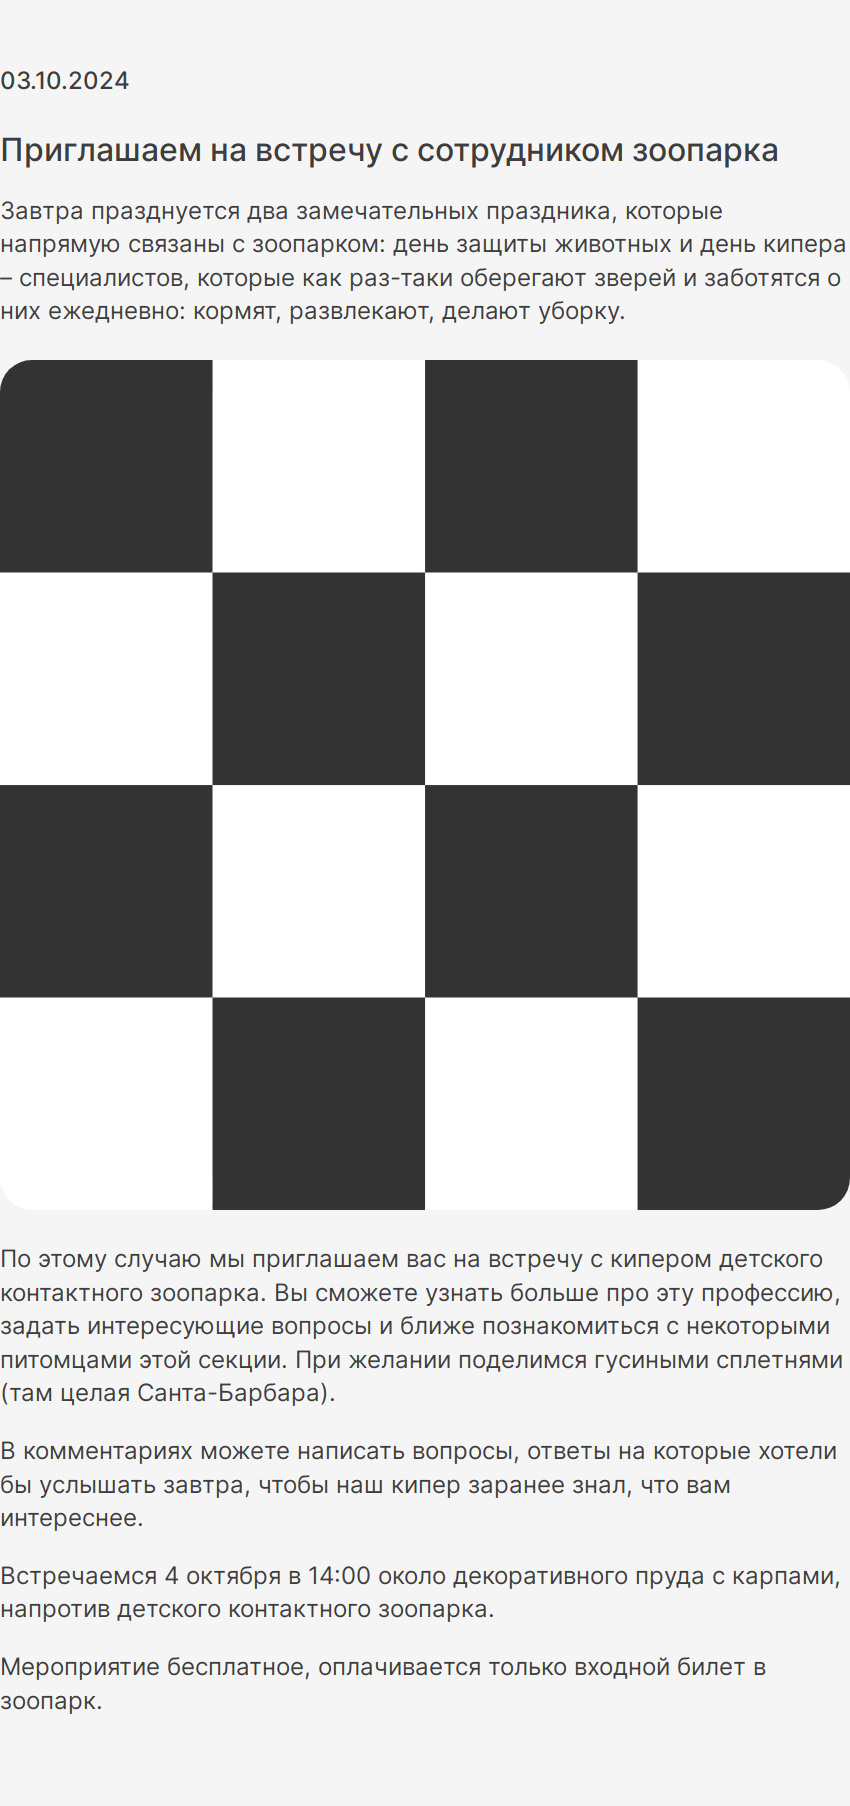 03.10.2024
Приглашаем на встречу с сотрудником зоопарка
Завтра празднуется два замечательных праздника, которые
напрямую связаны с зоопарком: день защиты животных и день кипера
– специалистов, которые как раз-таки оберегают зверей и заботятся о
них ежедневно: кормят, развлекают, делают уборку.
По этому случаю мы приглашаем вас на встречу с кипером детского
контактного зоопарка. Вы сможете узнать больше про эту профессию,
задать интересующие вопросы и ближе познакомиться с некоторыми
питомцами этой секции. При желании поделимся гусиными сплетнями
(там целая Санта-Барбара).
В комментариях можете написать вопросы, ответы на которые хотели
бы услышать завтра, чтобы наш кипер заранее знал, что вам
интереснее.
Встречаемся 4 октября в 14:00 около декоративного пруда с карпами,
напротив детского контактного зоопарка.
Мероприятие бесплатное, оплачивается только входной билет в
зоопарк.